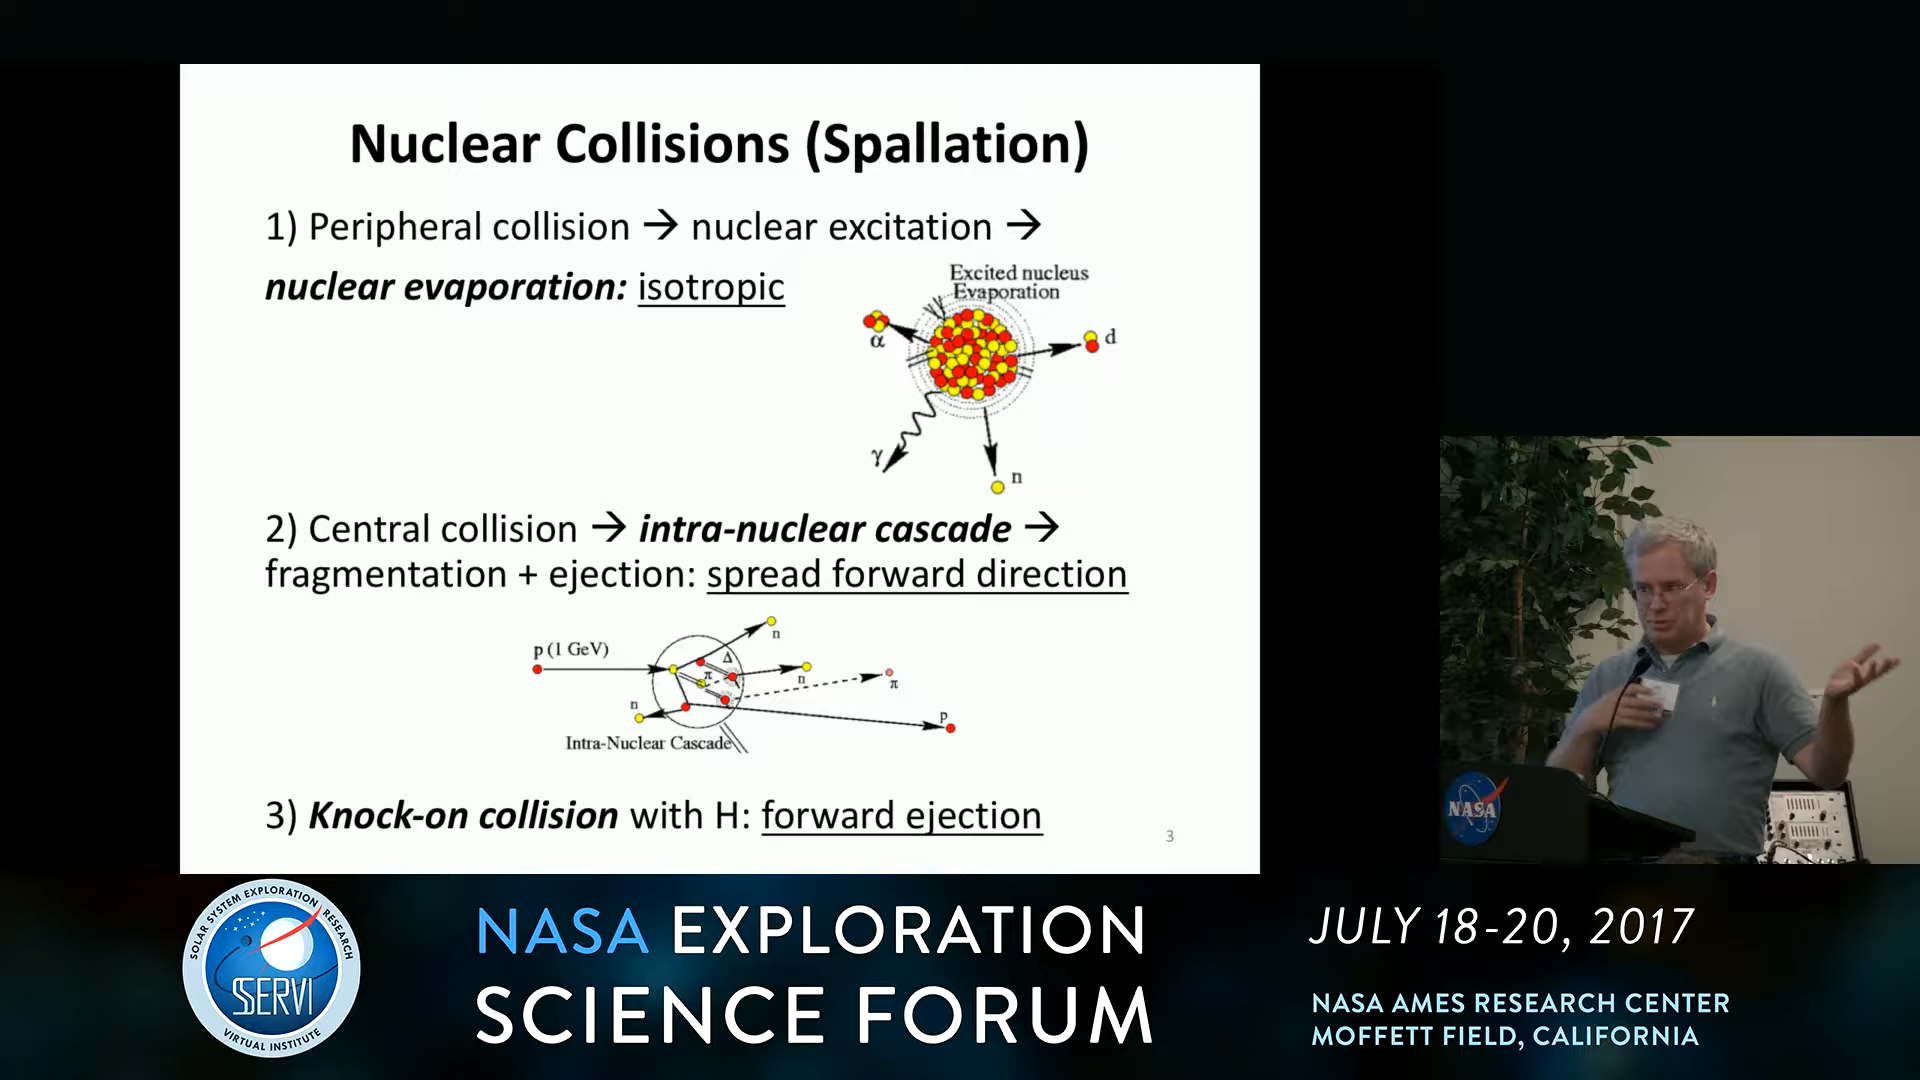 Nuclear Collisions (Spallation)
1) Peripheral collision → nuclear excitation →
nuclear evaporation: isotropic
Excited nucleus
Evaporation
α
d
γ
n
2) Central collision → intra-nuclear cascade →
fragmentation + ejection: spread forward direction
p (1 GeV)
n
Δ
π
n
π
n
p
Intra-Nuclear Cascade
3) Knock-on collision with H: forward ejection
3
NASA
SOLAR SYSTEM EXPLORATION RESEARCH
SSERVI
VIRTUAL INSTITUTE
NASA EXPLORATION
SCIENCE FORUM
JULY 18-20, 2017
NASA AMES RESEARCH CENTER
MOFFETT FIELD, CALIFORNIA